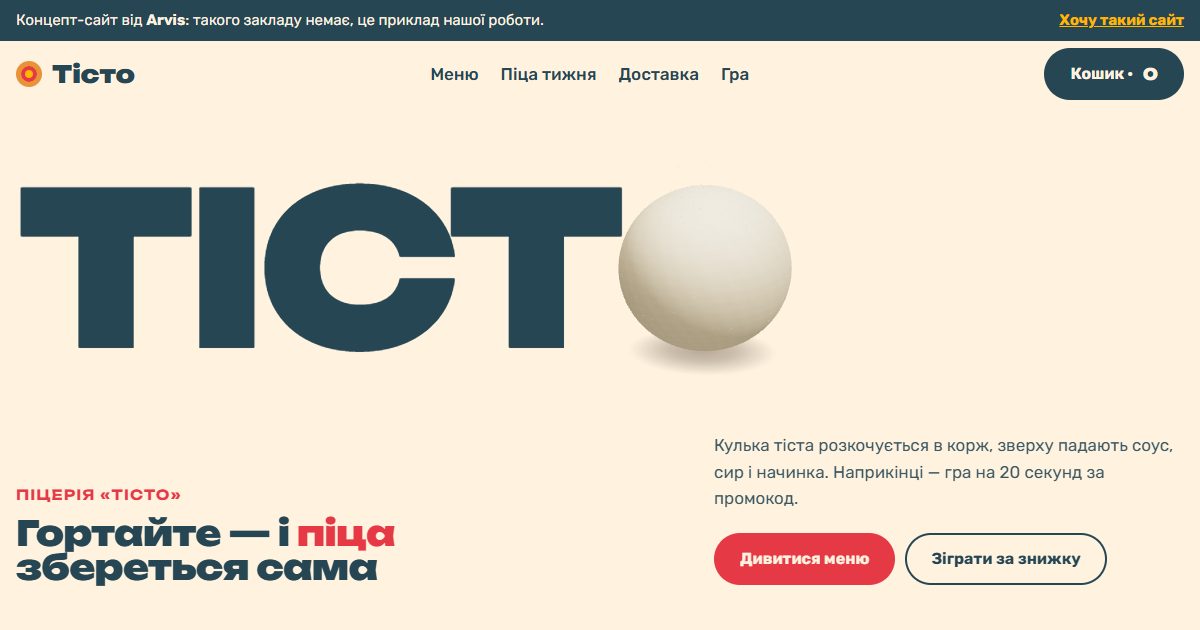 Концепт-сайт від Arvis: такого закладу немає, це приклад нашої роботи.
Хочу такий сайт
Тісто
Меню
Піца тижня
Доставка
Гра
Кошик · 0
ТІСТ
Кулька тіста розкочується в корж, зверху падають соус,
сир і начинка. Наприкінці — гра на 20 секунд за
промокод.
ПІЦЕРІЯ «ТІСТО»
Гортайте — і піца
збереться сама
Дивитися меню
Зіграти за знижку